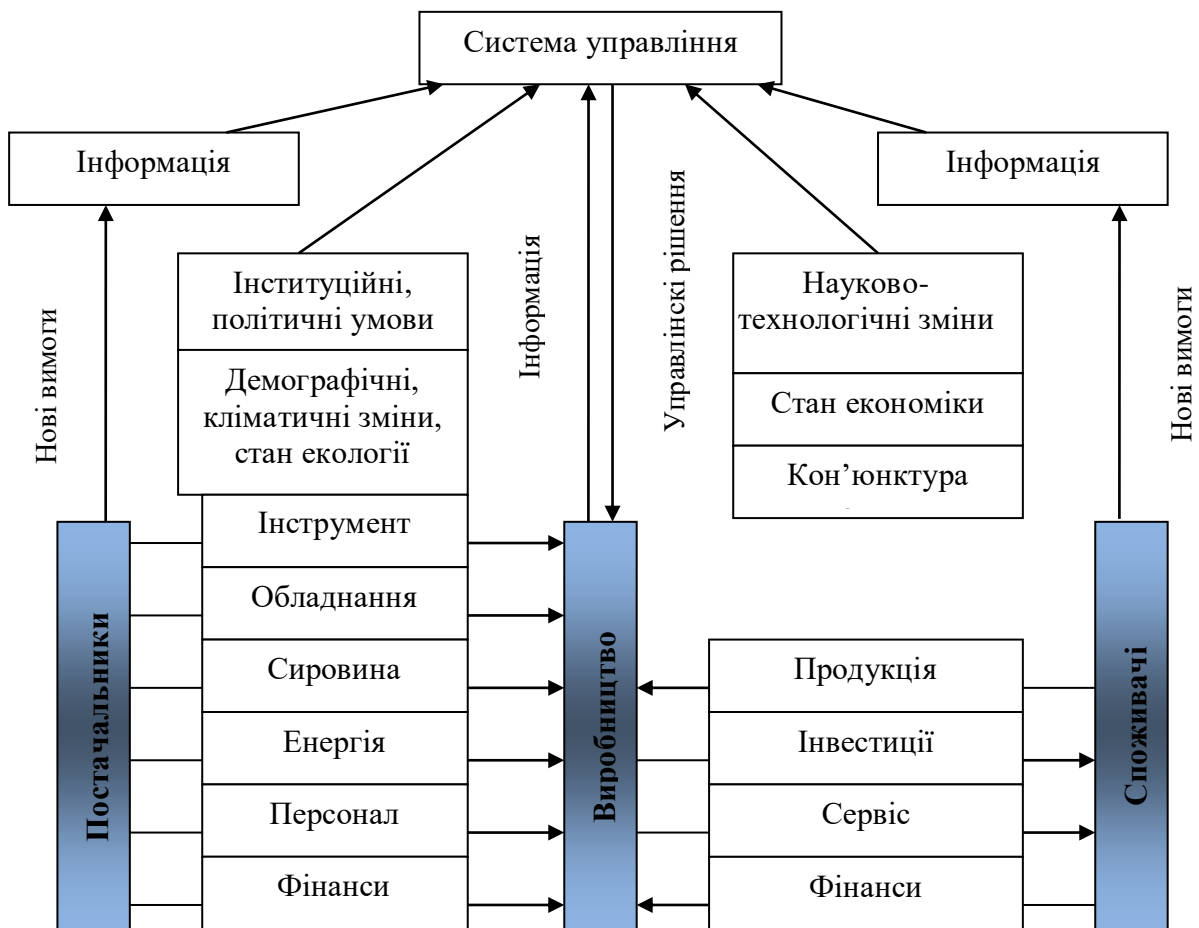 Система управління
Інформація
Інформація
Нові вимоги
Інституційні,
політичні умови
Демографічні,
кліматичні зміни,
стан екології
Інформація
Управлінскі рішення
Науково-
технологічні зміни
Стан економіки
Кон’юнктура
Нові вимоги
Постачальники
Інструмент
Обладнання
Сировина
Енергія
Персонал
Фінанси
Виробництво
Продукція
Інвестиції
Сервіс
Фінанси
Споживачі